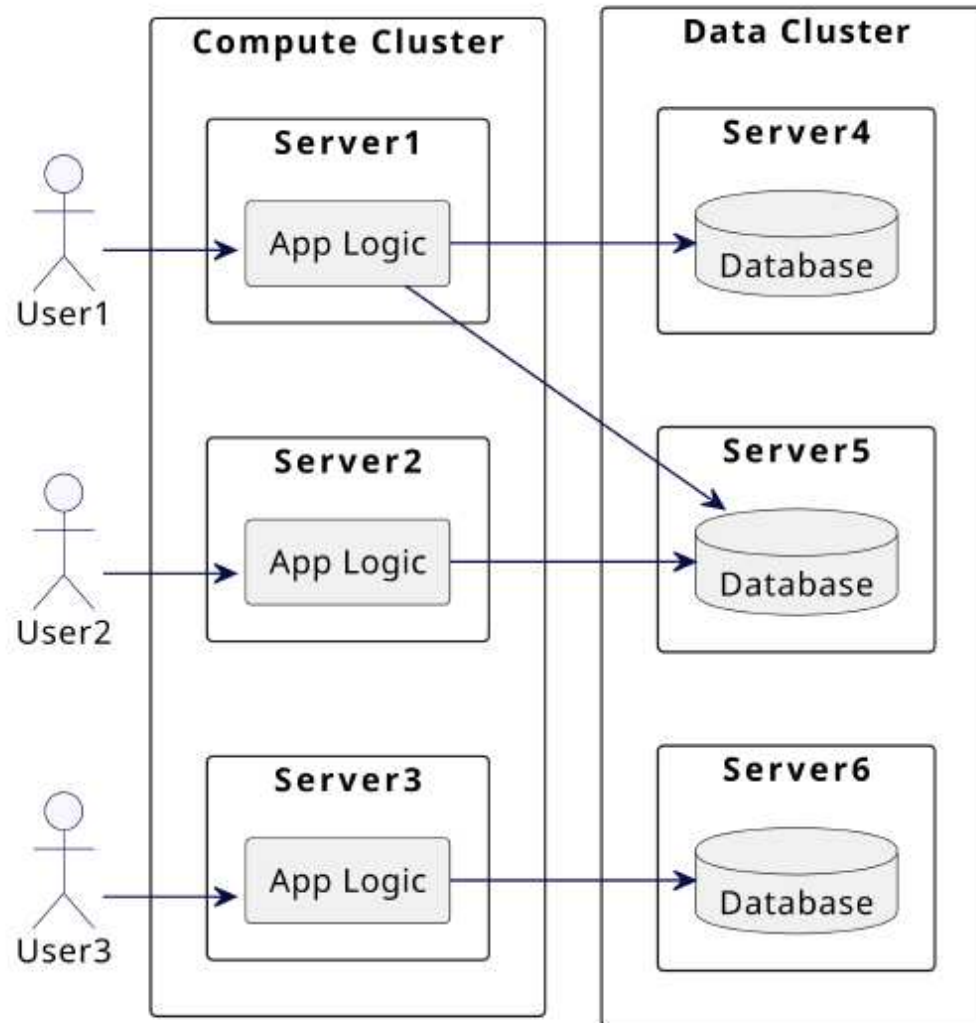 Compute Cluster
Data Cluster
Server1
App Logic
Server4
Database
User1
Server2
App Logic
Server5
Database
User2
Server3
App Logic
Server6
Database
User3